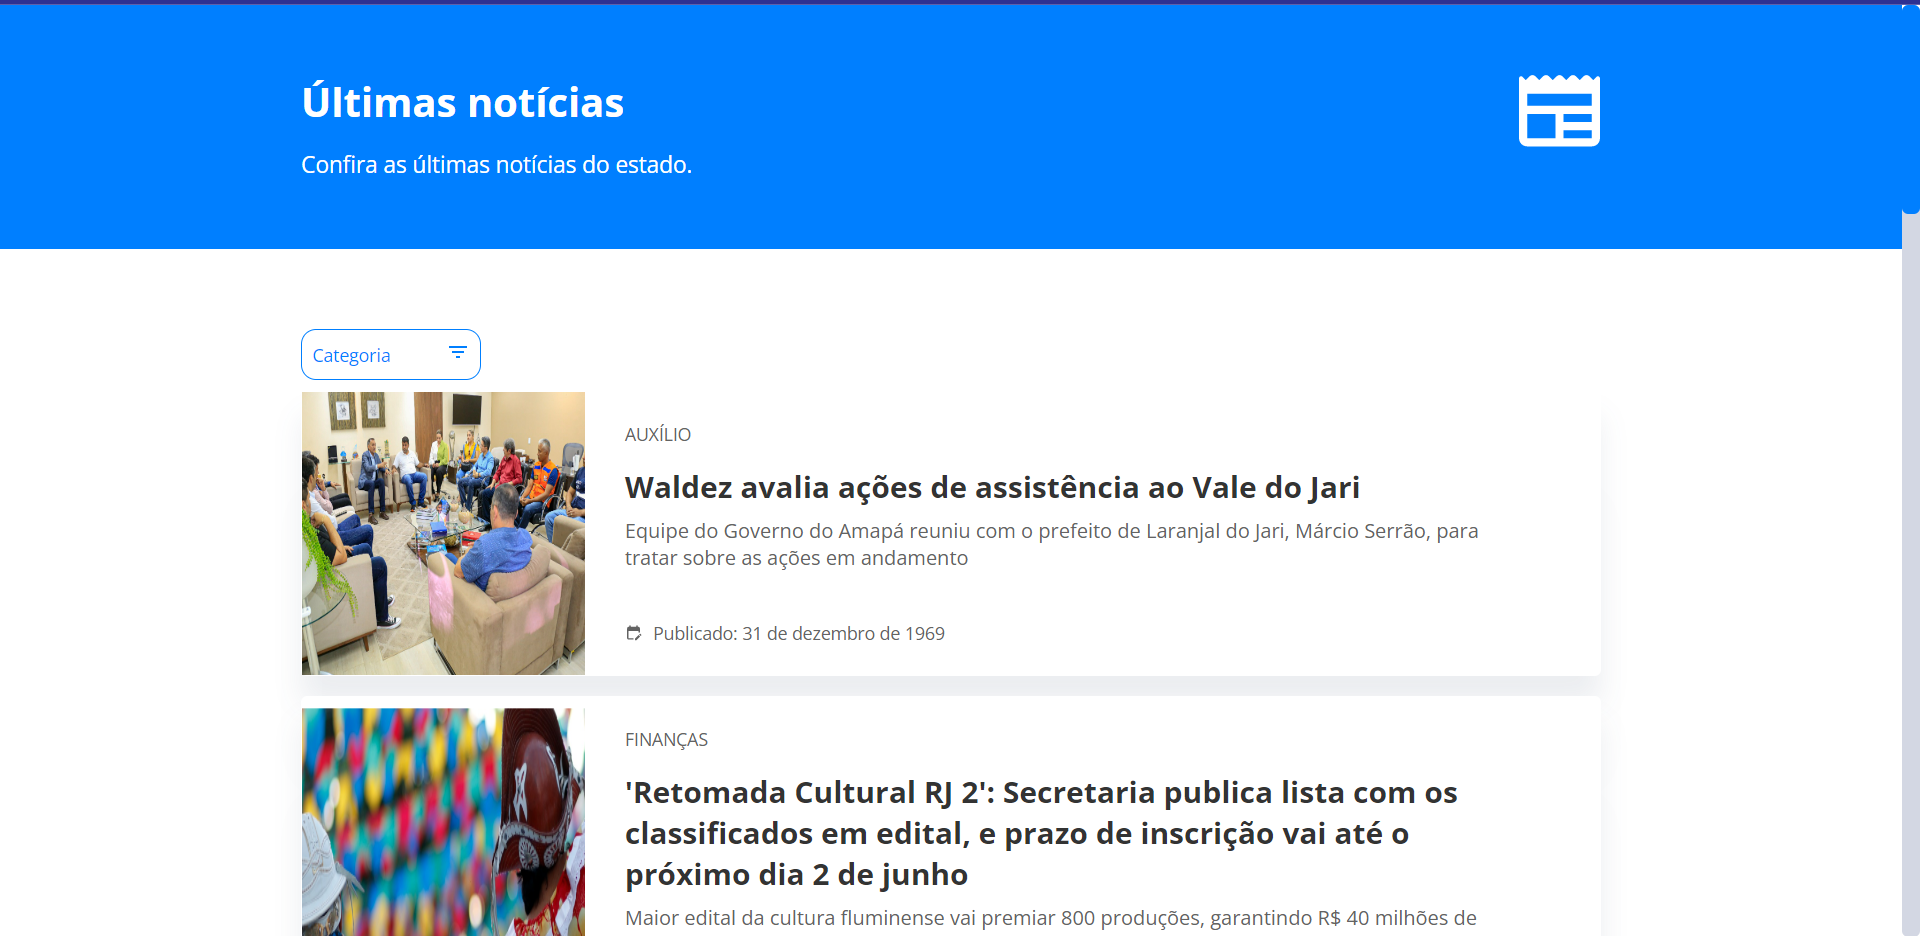 Últimas notícias
Confira as últimas notícias do estado.
Categoria
AUXÍLIO
Waldez avalia ações de assistência ao Vale do Jari
Equipe do Governo do Amapá reuniu com o prefeito de Laranjal do Jari, Márcio Serrão, para
tratar sobre as ações em andamento
Publicado: 31 de dezembro de 1969
FINANÇAS
'Retomada Cultural RJ 2': Secretaria publica lista com os
classificados em edital, e prazo de inscrição vai até o
próximo dia 2 de junho
Maior edital da cultura fluminense vai premiar 800 produções, garantindo R$ 40 milhões de